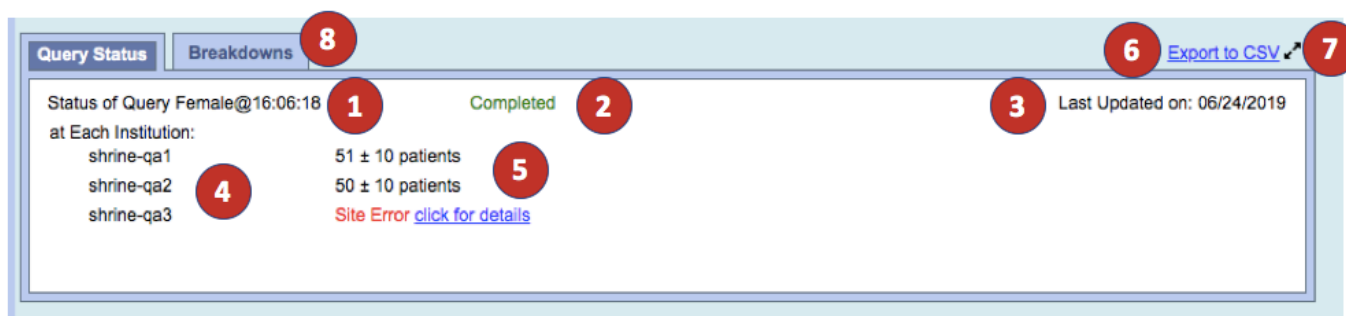 Query Status Breakdowns 8 6 Export to CSV 7
Status of Query Female@16:06:18 1 Completed 2 3 Last Updated on: 06/24/2019
at Each Institution:
shrine-qa1 51 ± 10 patients
4 5
shrine-qa2 50 ± 10 patients
shrine-qa3 Site Error click for details